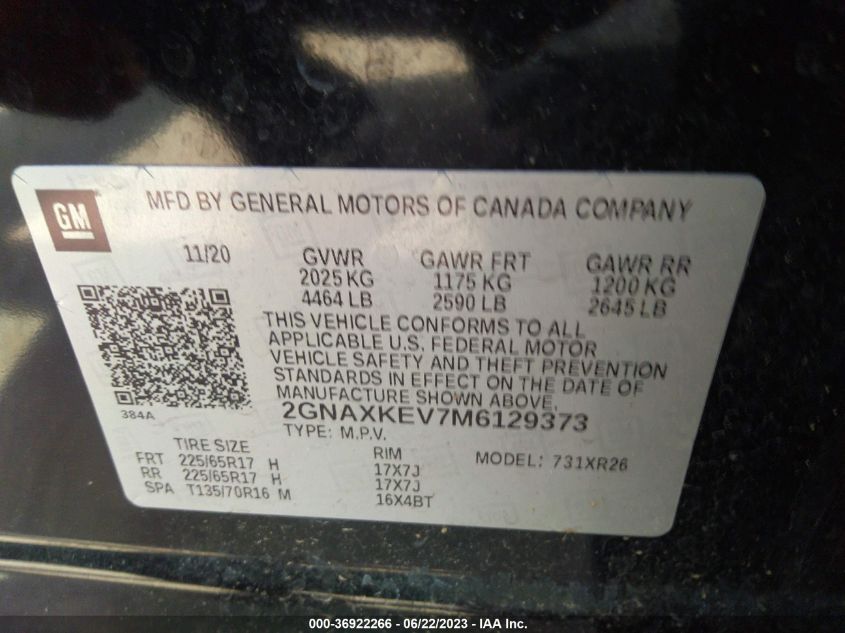 GM
MFD BY GENERAL MOTORS OF CANADA COMPANY
11/20 GVWR GAWR FRT GAWR RR
2025 KG 1175 KG 1200 KG
4464 LB 2590 LB 2645 LB
THIS VEHICLE CONFORMS TO ALL
APPLICABLE U.S. FEDERAL MOTOR
VEHICLE SAFETY AND THEFT PREVENTION
STANDARDS IN EFFECT ON THE DATE OF
MANUFACTURE SHOWN ABOVE.
384A
2GNAXKEV7M6129373
TYPE: M.P.V.
TIRE SIZE RIM MODEL: 731XR26
FRT 225/65R17 H 17X7J
RR 225/65R17 H 17X7J
SPA T135/70R16 M 16X4BT
000-36922266 - 06/22/2023 - IAA Inc.